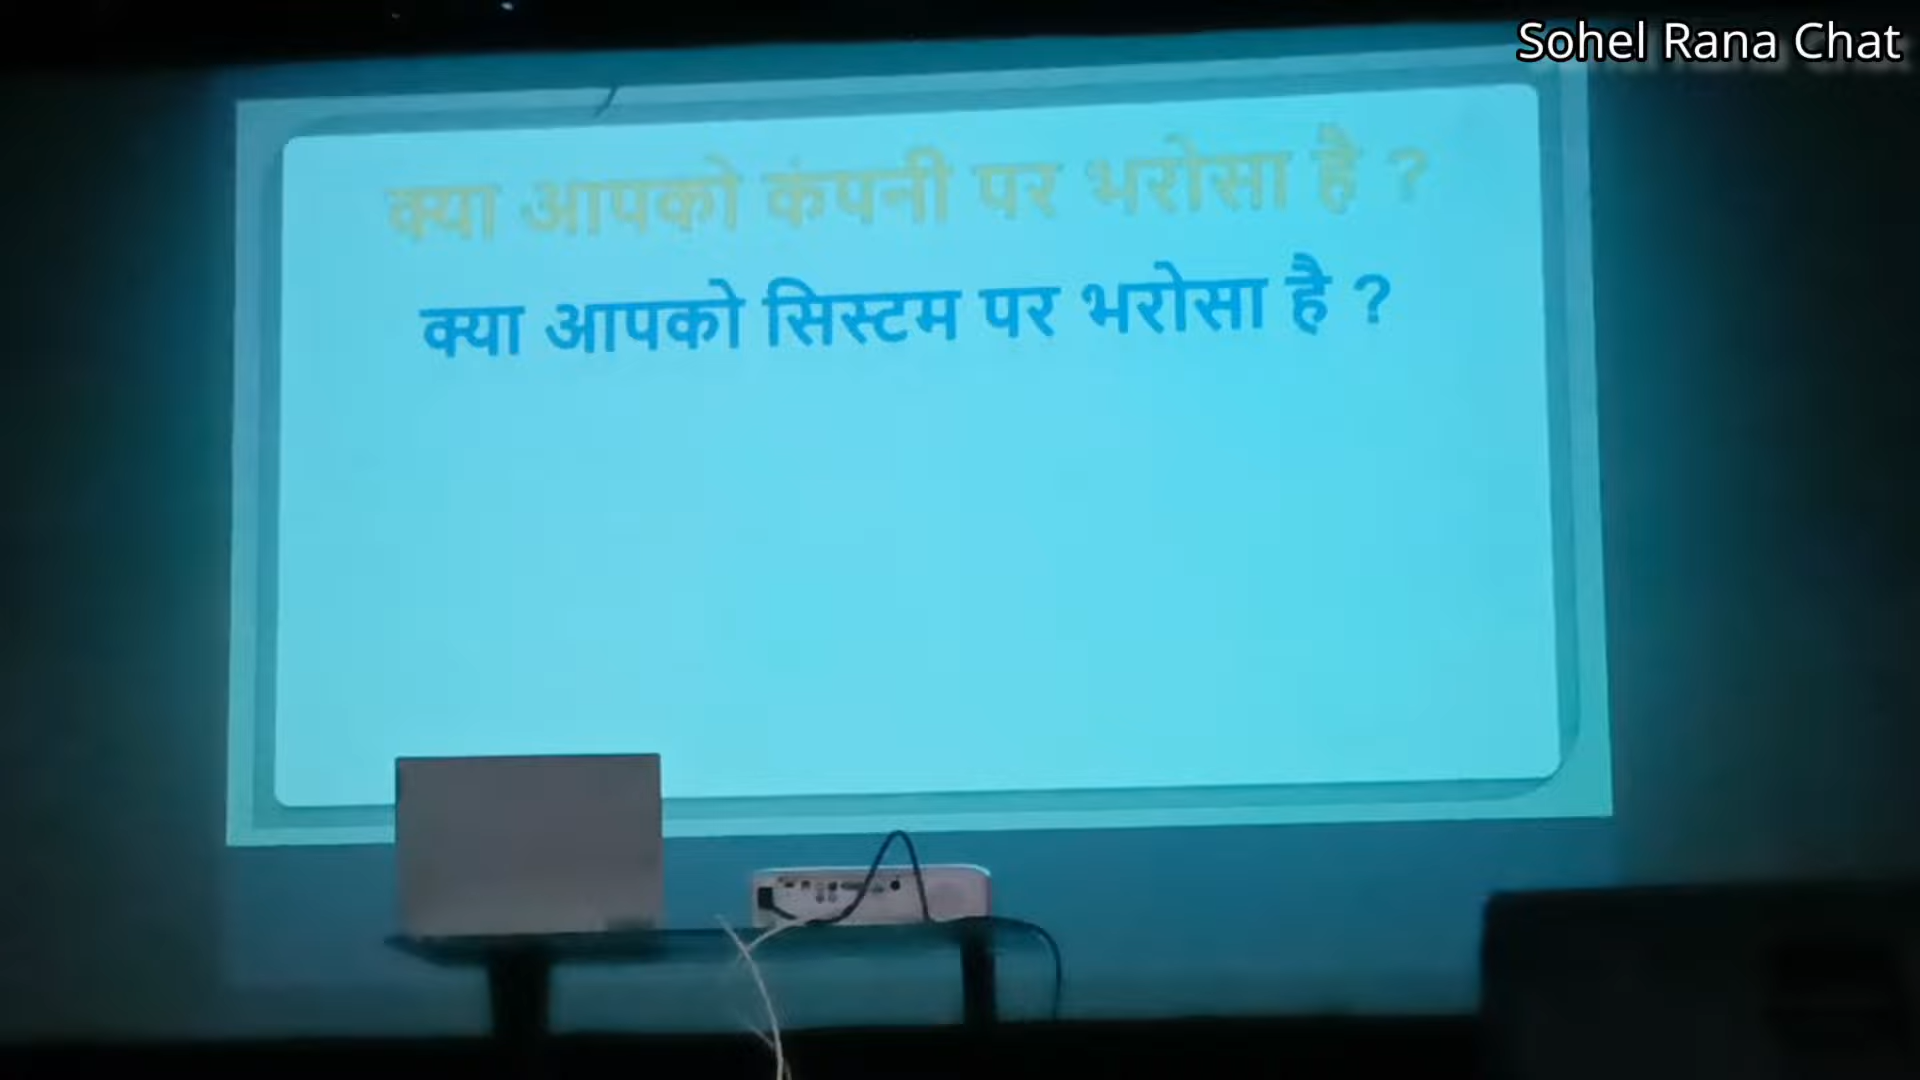 Sohel Rana Chat
क्या आपको कंपनी पर भरोसा है ?
क्या आपको सिस्टम पर भरोसा है ?